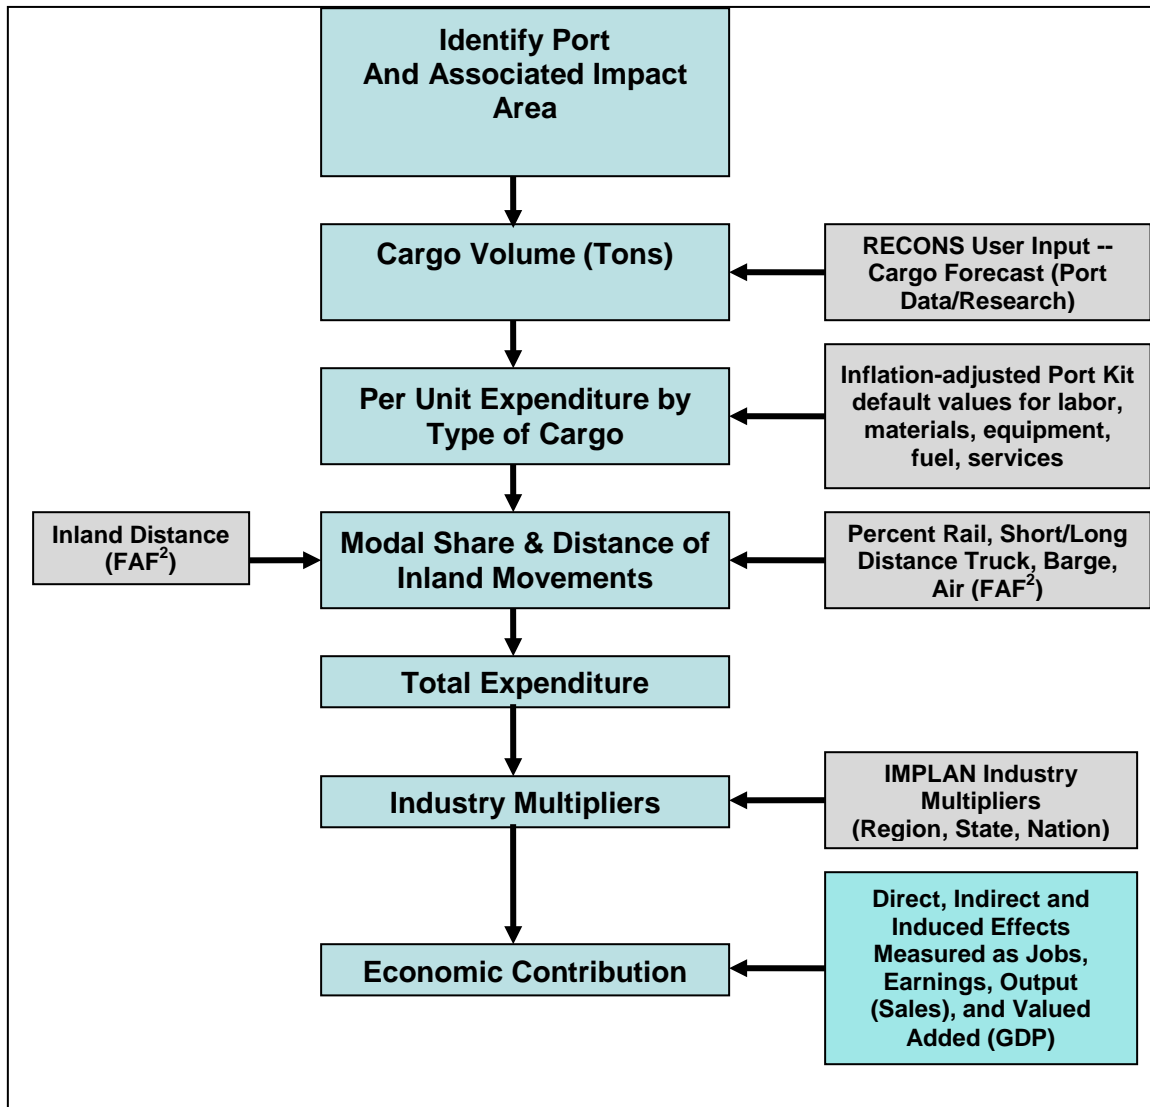 Identify Port
And Associated Impact
Area
Cargo Volume (Tons)
RECONS User Input --
Cargo Forecast (Port
Data/Research)
Per Unit Expenditure by
Type of Cargo
Inflation-adjusted Port Kit
default values for labor,
materials, equipment,
fuel, services
Inland Distance
(FAF²)
Modal Share & Distance of
Inland Movements
Percent Rail, Short/Long
Distance Truck, Barge,
Air (FAF²)
Total Expenditure
Industry Multipliers
IMPLAN Industry
Multipliers
(Region, State, Nation)
Economic Contribution
Direct, Indirect and
Induced Effects
Measured as Jobs,
Earnings, Output
(Sales), and Valued
Added (GDP)